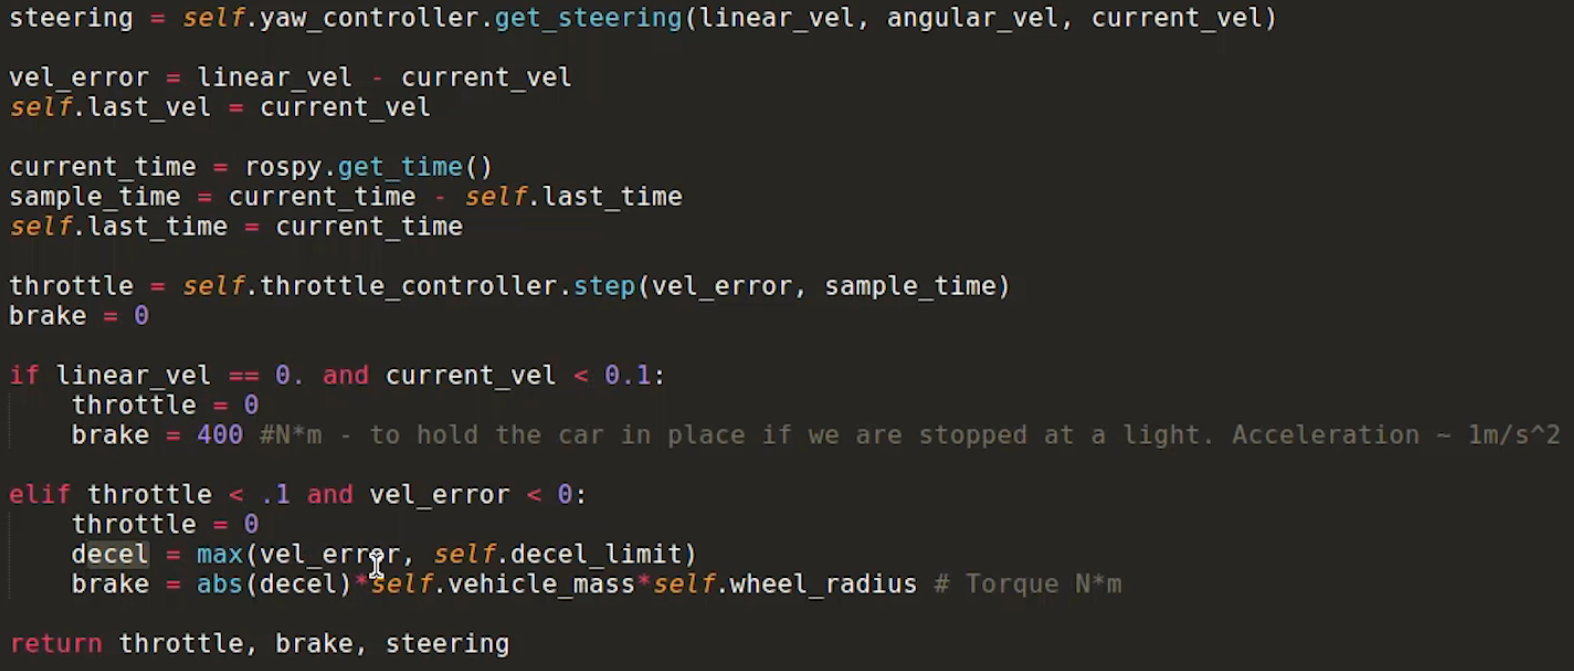 steering = self.yaw_controller.get_steering(linear_vel, angular_vel, current_vel)
vel_error = linear_vel - current_vel
self.last_vel = current_vel
current_time = rospy.get_time()
sample_time = current_time - self.last_time
self.last_time = current_time
throttle = self.throttle_controller.step(vel_error, sample_time)
brake = 0
if linear_vel == 0. and current_vel < 0.1:
    throttle = 0
    brake = 400 #N*m - to hold the car in place if we are stopped at a light. Acceleration ~ 1m/s^2
elif throttle < .1 and vel_error < 0:
    throttle = 0
    decel = max(vel_error, self.decel_limit)
    brake = abs(decel)*self.vehicle_mass*self.wheel_radius # Torque N*m
return throttle, brake, steering